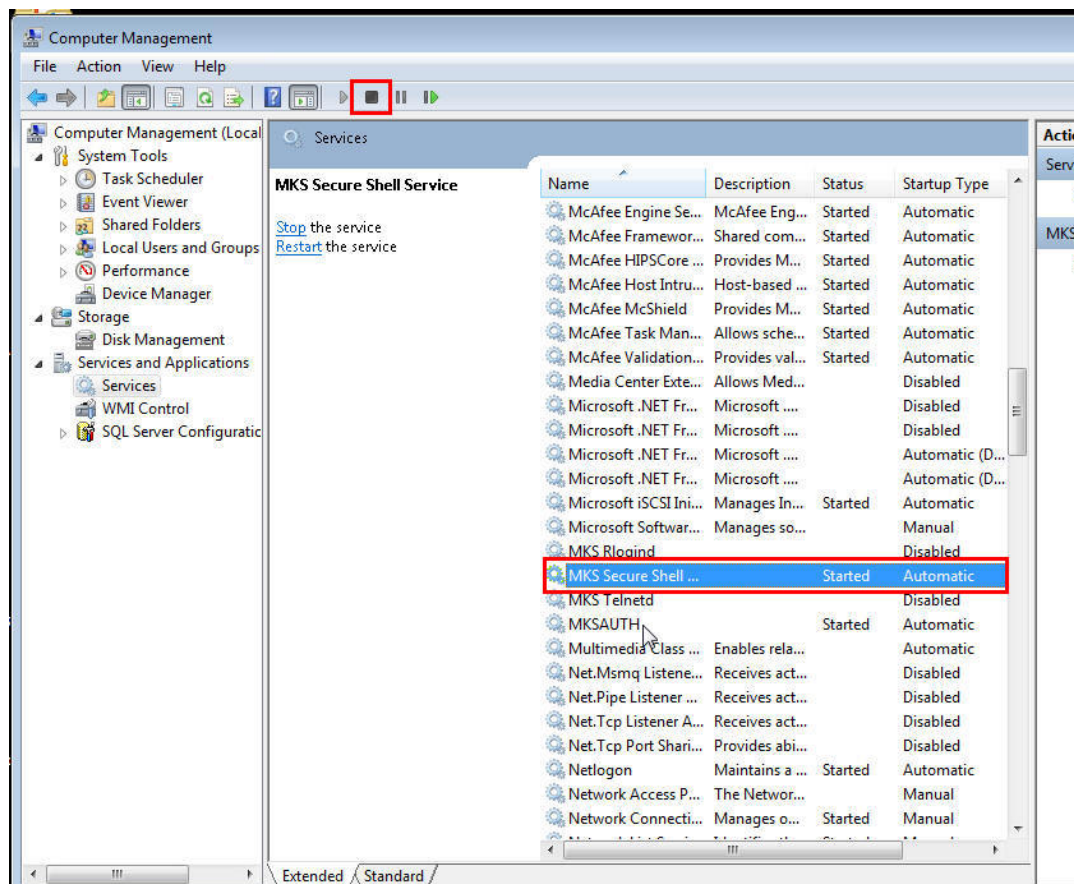 Computer Management
File Action View Help
Computer Management (Local
System Tools
Task Scheduler
Event Viewer
Shared Folders
Local Users and Groups
Performance
Device Manager
Storage
Disk Management
Services and Applications
Services
WMI Control
SQL Server Configuratic
Services
MKS Secure Shell Service
Stop the service
Restart the service
Name Description Status Startup Type
McAfee Engine Se... McAfee Eng... Started Automatic
McAfee Framewor... Shared com... Started Automatic
McAfee HIPSCore ... Provides M... Started Automatic
McAfee Host Intru... Host-based ... Started Automatic
McAfee McShield Provides M... Started Automatic
McAfee Task Man... Allows sche... Started Automatic
McAfee Validation... Provides val... Started Automatic
Media Center Exte... Allows Med... Disabled
Microsoft .NET Fr... Microsoft .... Disabled
Microsoft .NET Fr... Microsoft .... Disabled
Microsoft .NET Fr... Microsoft .... Automatic (D...
Microsoft .NET Fr... Microsoft .... Automatic (D...
Microsoft iSCSI Ini... Manages In... Started Automatic
Microsoft Softwar... Manages so... Manual
MKS Rlogind Disabled
MKS Secure Shell ... Started Automatic
MKS Telnetd Disabled
MKSAUTH Started Automatic
Multimedia Class ... Enables rela... Automatic
Net.Msmq Listene... Receives act... Disabled
Net.Pipe Listener ... Receives act... Disabled
Net.Tcp Listener A... Receives act... Disabled
Net.Tcp Port Shari... Provides abi... Disabled
Netlogon Maintains a ... Started Automatic
Network Access P... The Networ... Manual
Network Connecti... Manages o... Started Manual
Extended Standard
Acti
Serv
MKS